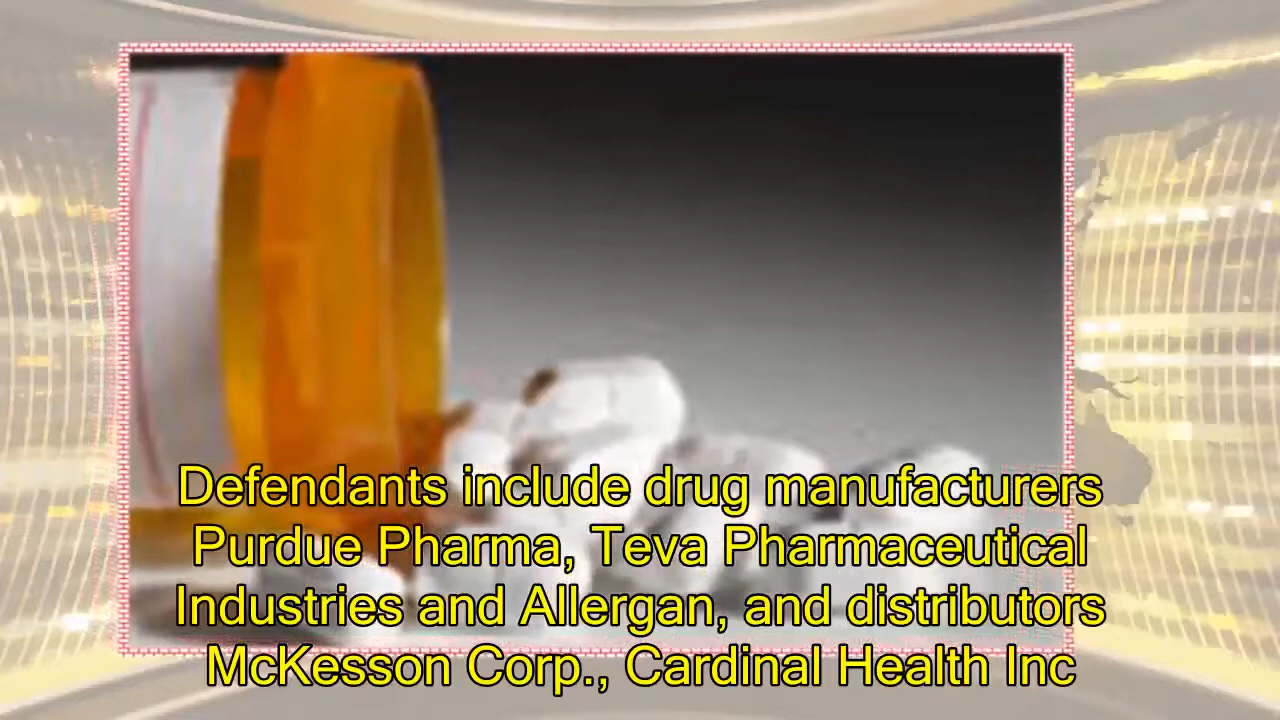 Defendants include drug manufacturers
Purdue Pharma, Teva Pharmaceutical
Industries and Allergan, and distributors
McKesson Corp., Cardinal Health Inc